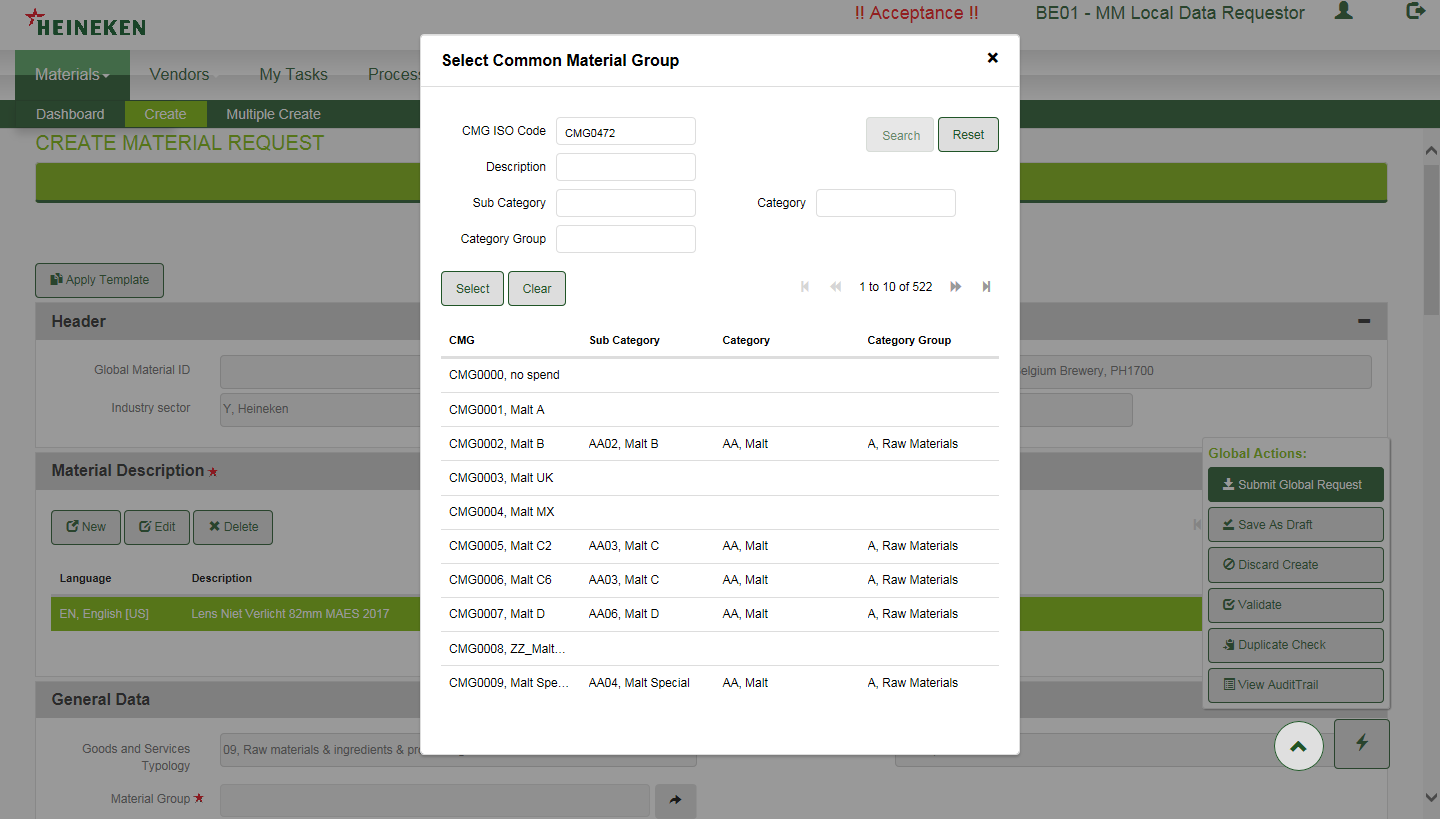 HEINEKEN
!! Acceptance !!
BE01 - MM Local Data Requestor
Materials
Vendors
My Tasks
Process
Dashboard
Create
Multiple Create
CREATE MATERIAL REQUEST
Apply Template
Header
Global Material ID
elgium Brewery, PH1700
Industry sector
Y, Heineken
Material Description
New
Edit
Delete
Language
Description
EN, English [US]
Lens Niet Verlicht 82mm MAES 2017
General Data
Goods and Services
Typology
09, Raw materials & ingredients & pro
Material Group
Select Common Material Group
CMG ISO Code
CMG0472
Search
Reset
Description
Sub Category
Category
Category Group
Select
Clear
1 to 10 of 522
CMG
Sub Category
Category
Category Group
CMG0000, no spend
CMG0001, Malt A
CMG0002, Malt B
AA02, Malt B
AA, Malt
A, Raw Materials
CMG0003, Malt UK
CMG0004, Malt MX
CMG0005, Malt C2
AA03, Malt C
AA, Malt
A, Raw Materials
CMG0006, Malt C6
AA03, Malt C
AA, Malt
A, Raw Materials
CMG0007, Malt D
AA06, Malt D
AA, Malt
A, Raw Materials
CMG0008, ZZ_Malt...
CMG0009, Malt Spe...
AA04, Malt Special
AA, Malt
A, Raw Materials
Global Actions:
Submit Global Request
Save As Draft
Discard Create
Validate
Duplicate Check
View AuditTrail